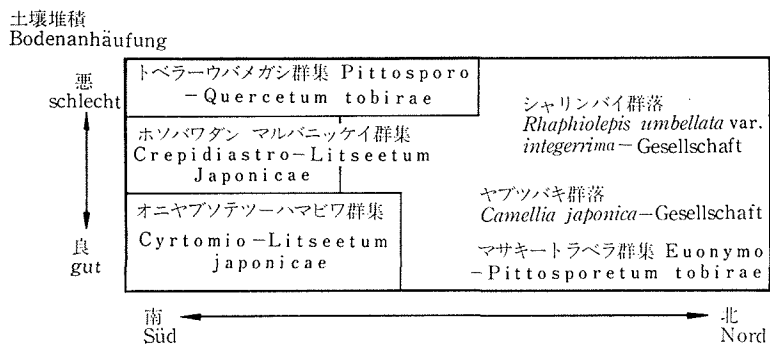 土壌堆積
Bodenanhäufung
悪
schlecht
良
gut
トベラーウバメガシ群集 Pittosporo
－Quercetum tobirae
ホソバワダン マルバニッケイ群集
Crepidiastro－Litseetum
Japonicae
オニヤブソテツーハマビワ群集
Cyrtomio－Litseetum
japonicae
シャリンバイ群落
Rhaphiolepis umbellata var.
integerrima－Gesellschaft
ヤブツバキ群落
Camellia japonica－Gesellschaft
マサキートラベラ群集 Euonymo
－Pittosporetum tobirae
南
Süd
北
Nord